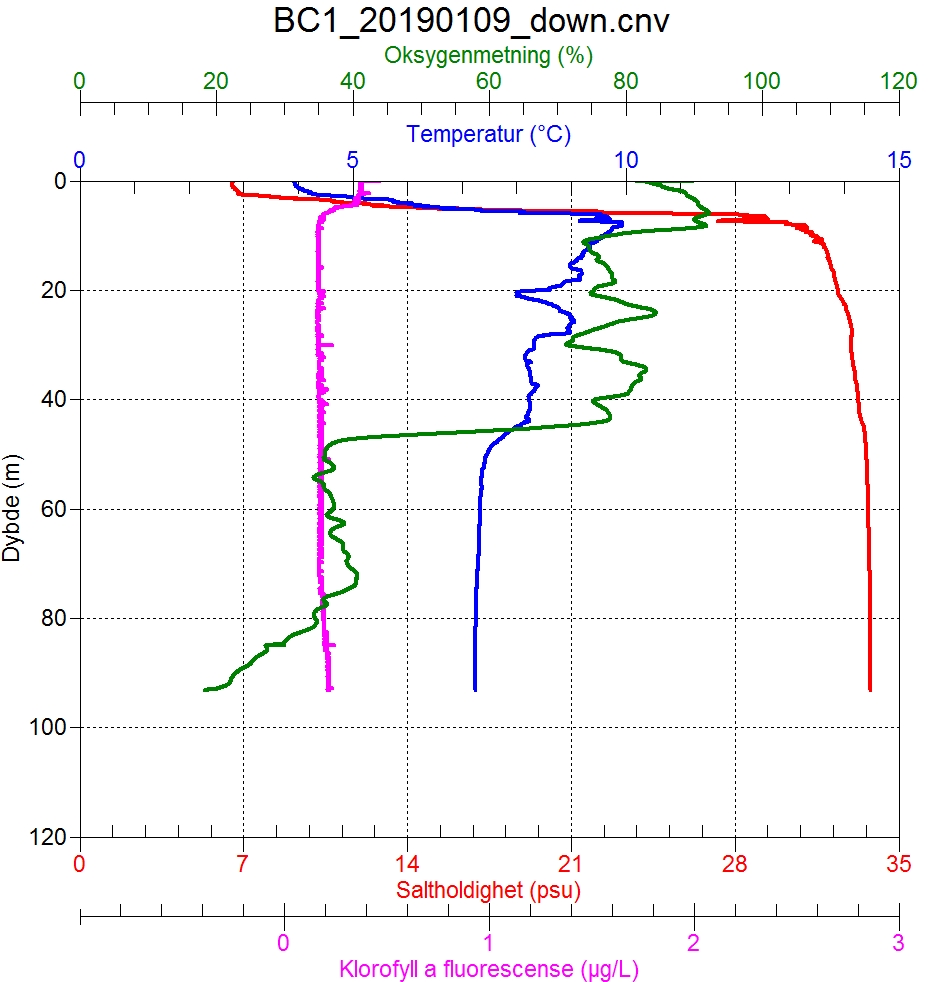 BC1_20190109_down.cnv
Oksygenmetning (%)
0 20 40 60 80 100 120
Temperatur (°C)
0 5 10 15
0
20
40
60
80
100
120
Dybde (m)
0 7 14 21 28 35
Saltholdighet (psu)
0 1 2 3
Klorofyll a fluorescense (µg/L)